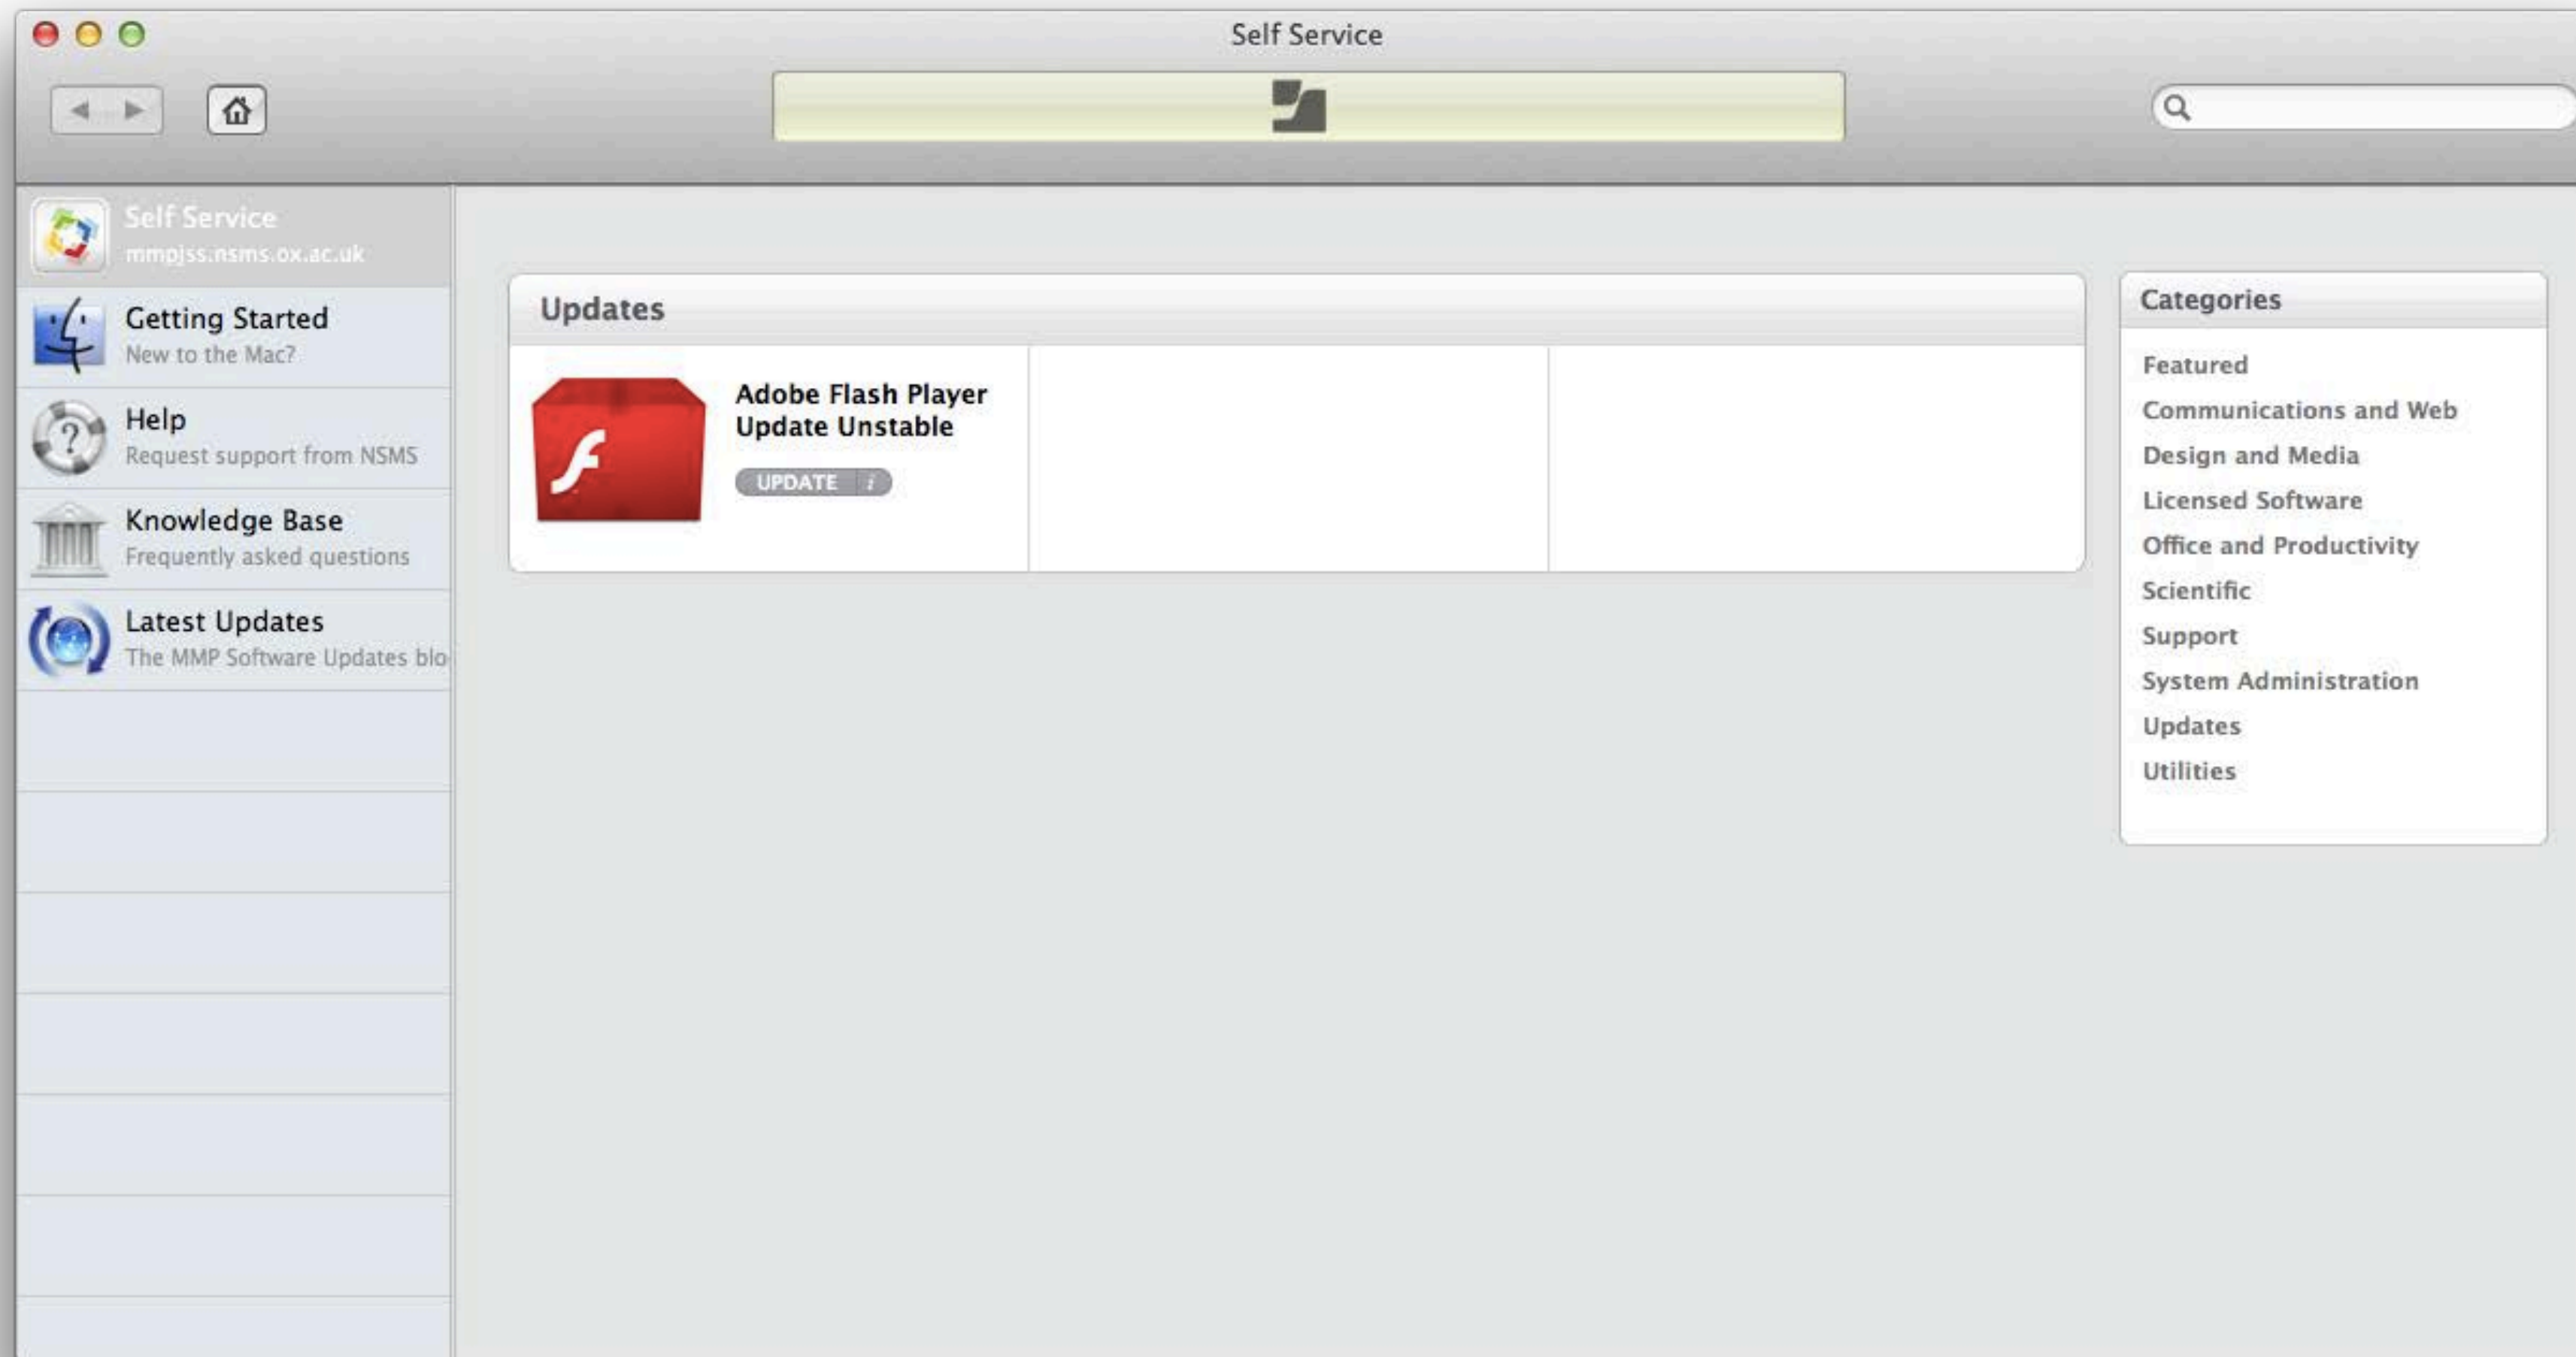 Self Service
Self Service
mmpjss.nsms.ox.ac.uk
Getting Started
New to the Mac?
Help
Request support from NSMS
Knowledge Base
Frequently asked questions
Latest Updates
The MMP Software Updates blo
Updates
Adobe Flash Player
Update Unstable
UPDATE i
Categories
Featured
Communications and Web
Design and Media
Licensed Software
Office and Productivity
Scientific
Support
System Administration
Updates
Utilities